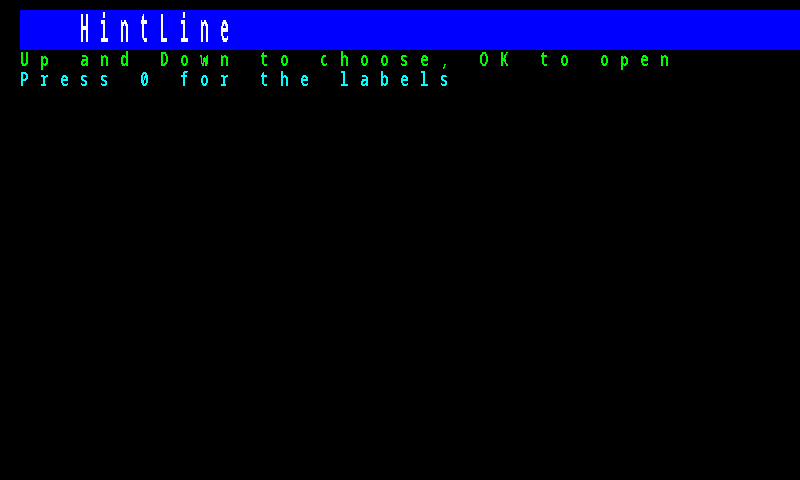 HintLine
Up and Down to choose, OK to open
Press 0 for the labels